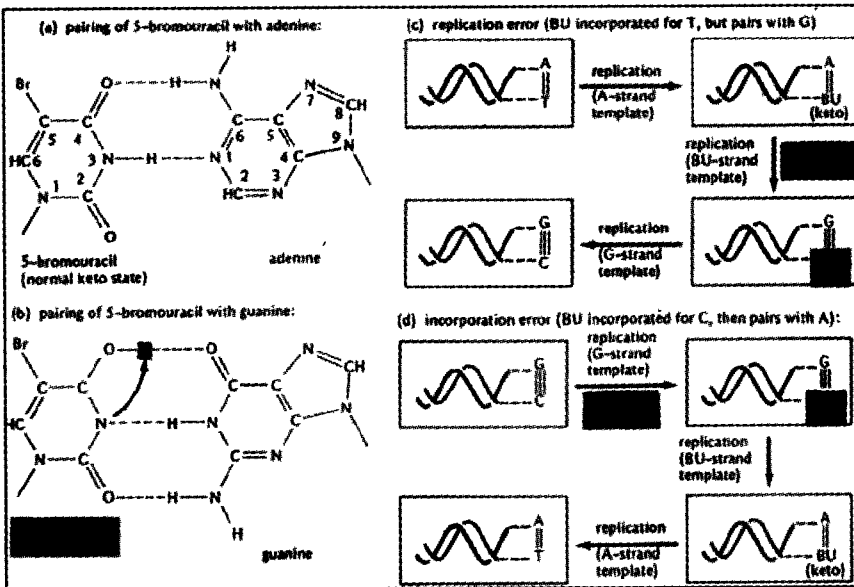 (a) pairing of 5-bromouracil with adenine:
H
Br
O
H
N
H
N
CH
7
8
C
C
C
5
4
6
5
HC
6
3
N
H
N
1
4
C
9
N
1
2
2
3
N
C
HC
N
O
5-bromouracil
(normal keto state)
adenine
(b) pairing of 5-bromouracil with guanine:
Br
O
O
N
CH
C
C
C
C
HC
N
H
N
C
N
N
C
C
N
O
H
N
H
guanine
(c) replication error (BU incorporated for T, but pairs with G)
A
T
replication
(A-strand
template)
A
BU
(keto)
replication
(BU-strand
template)
G
C
replication
(G-strand
template)
G
(d) incorporation error (BU incorporated for C, then pairs with A):
G
C
replication
(G-strand
template)
G
replication
(BU-strand
template)
A
T
replication
(A-strand
template)
A
BU
(keto)